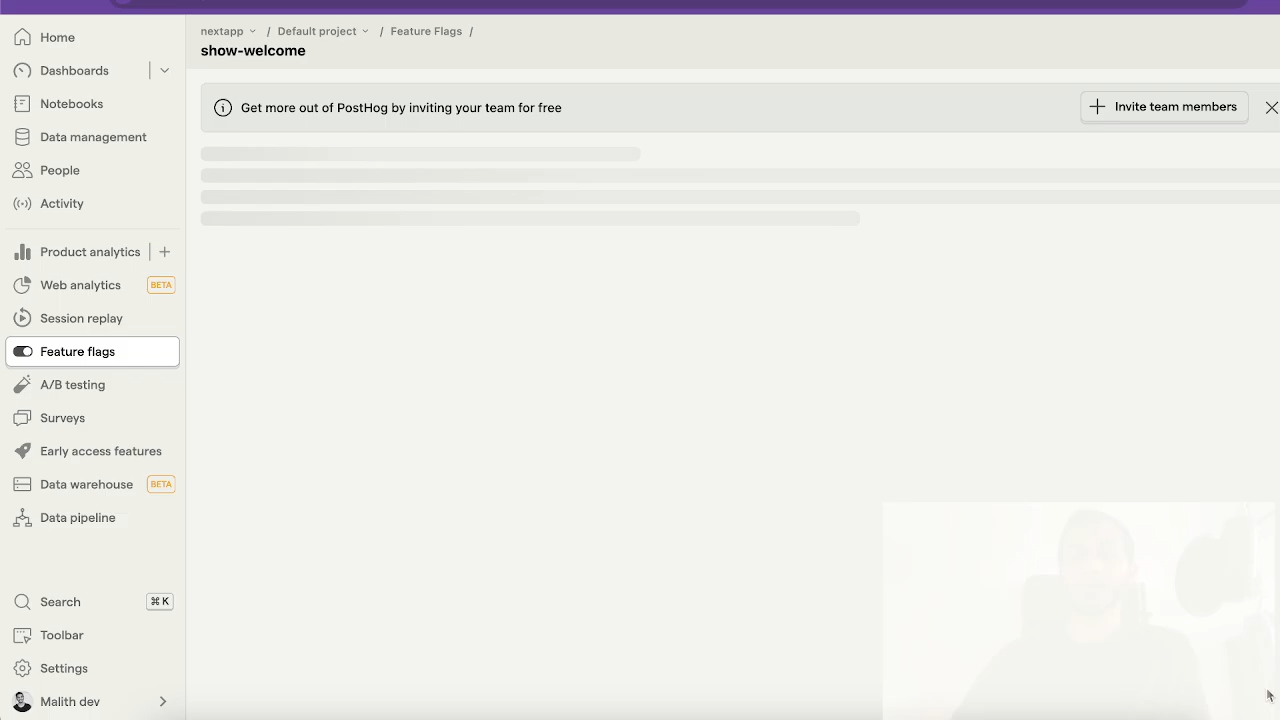 nextapp / Default project / Feature Flags /
show-welcome
Get more out of PostHog by inviting your team for free
Invite team members
Home
Dashboards
Notebooks
Data management
People
Activity
Product analytics
Web analytics BETA
Session replay
Feature flags
A/B testing
Surveys
Early access features
Data warehouse BETA
Data pipeline
Search ⌘ K
Toolbar
Settings
Malith dev